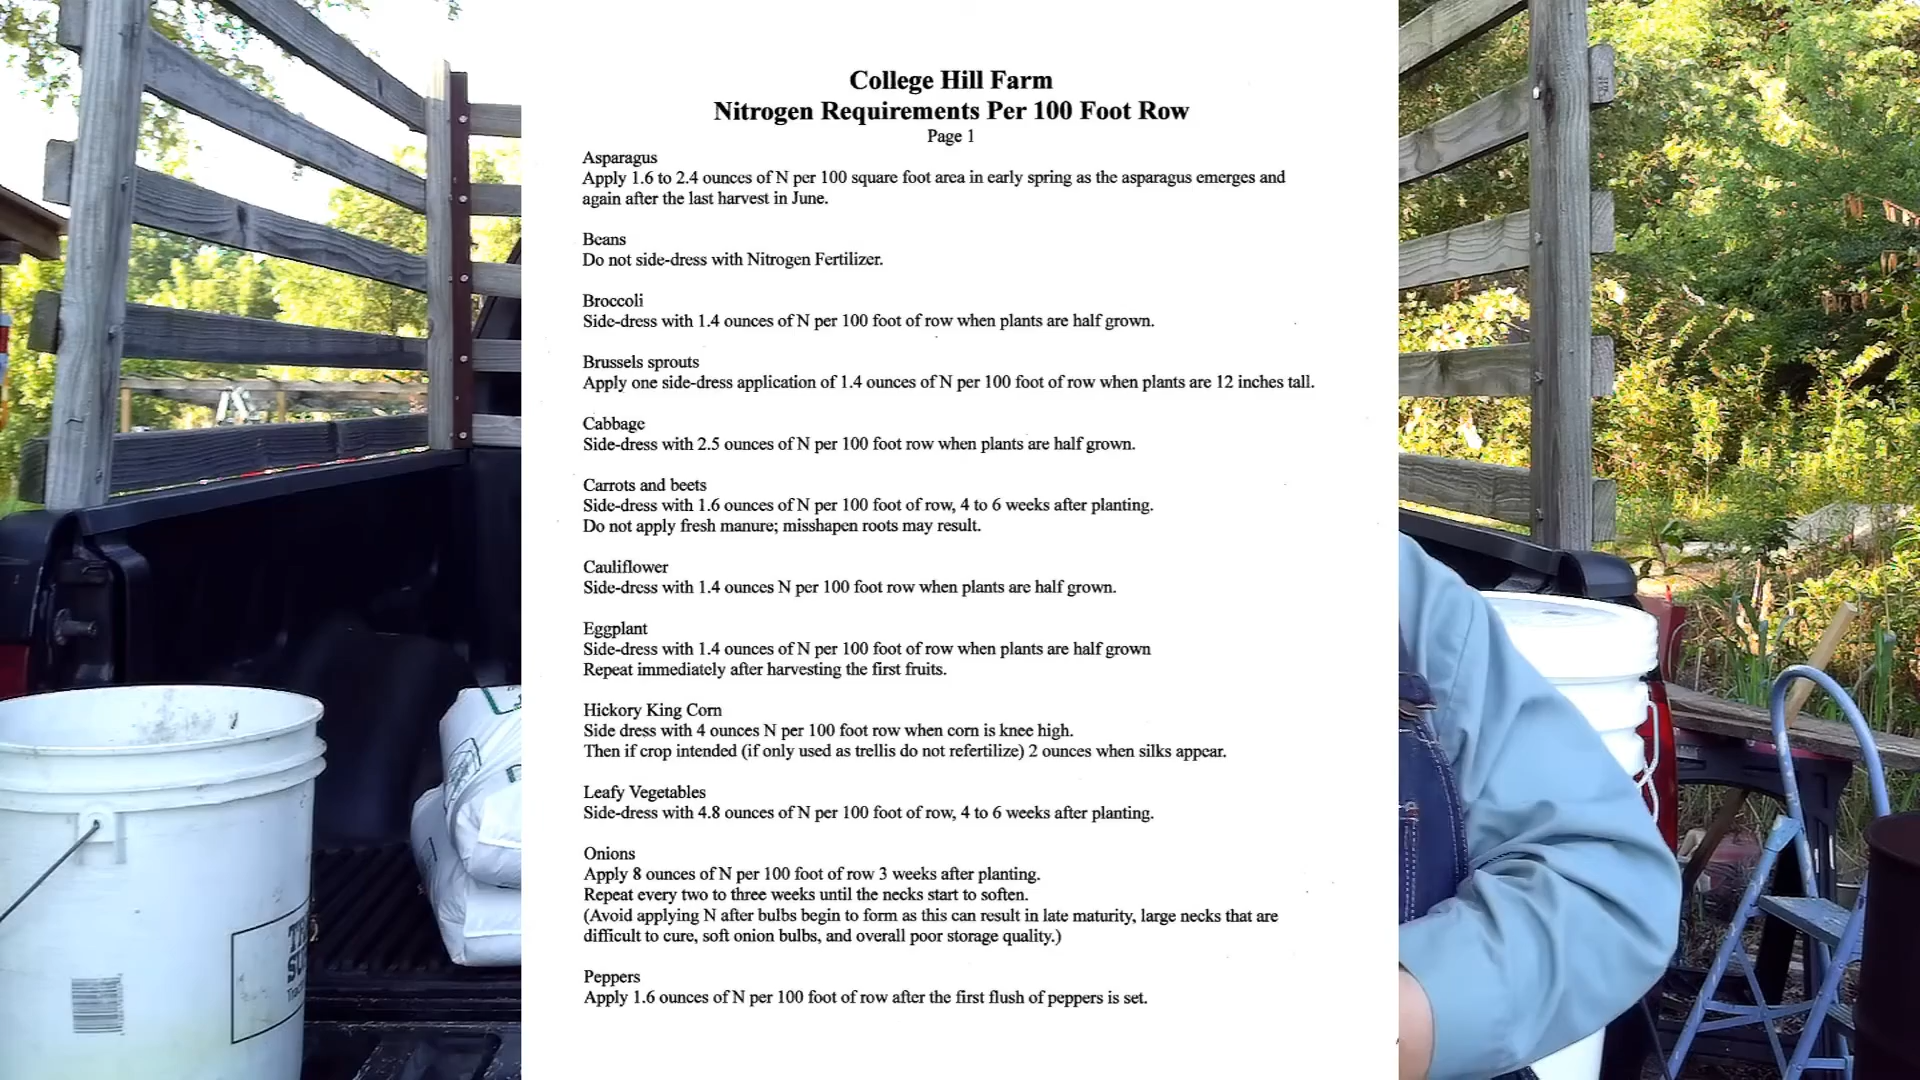 College Hill Farm
Nitrogen Requirements Per 100 Foot Row
Page 1
Asparagus
Apply 1.6 to 2.4 ounces of N per 100 square foot area in early spring as the asparagus emerges and
again after the last harvest in June.
Beans
Do not side-dress with Nitrogen Fertilizer.
Broccoli
Side-dress with 1.4 ounces of N per 100 foot of row when plants are half grown.
Brussels sprouts
Apply one side-dress application of 1.4 ounces of N per 100 foot of row when plants are 12 inches tall.
Cabbage
Side-dress with 2.5 ounces of N per 100 foot row when plants are half grown.
Carrots and beets
Side-dress with 1.6 ounces of N per 100 foot of row, 4 to 6 weeks after planting.
Do not apply fresh manure; misshapen roots may result.
Cauliflower
Side-dress with 1.4 ounces N per 100 foot row when plants are half grown.
Eggplant
Side-dress with 1.4 ounces of N per 100 foot of row when plants are half grown
Repeat immediately after harvesting the first fruits.
Hickory King Corn
Side dress with 4 ounces N per 100 foot row when corn is knee high.
Then if crop intended (if only used as trellis do not refertilize) 2 ounces when silks appear.
Leafy Vegetables
Side-dress with 4.8 ounces of N per 100 foot of row, 4 to 6 weeks after planting.
Onions
Apply 8 ounces of N per 100 foot of row 3 weeks after planting.
Repeat every two to three weeks until the necks start to soften.
(Avoid applying N after bulbs begin to form as this can result in late maturity, large necks that are
difficult to cure, soft onion bulbs, and overall poor storage quality.)
Peppers
Apply 1.6 ounces of N per 100 foot of row after the first flush of peppers is set.